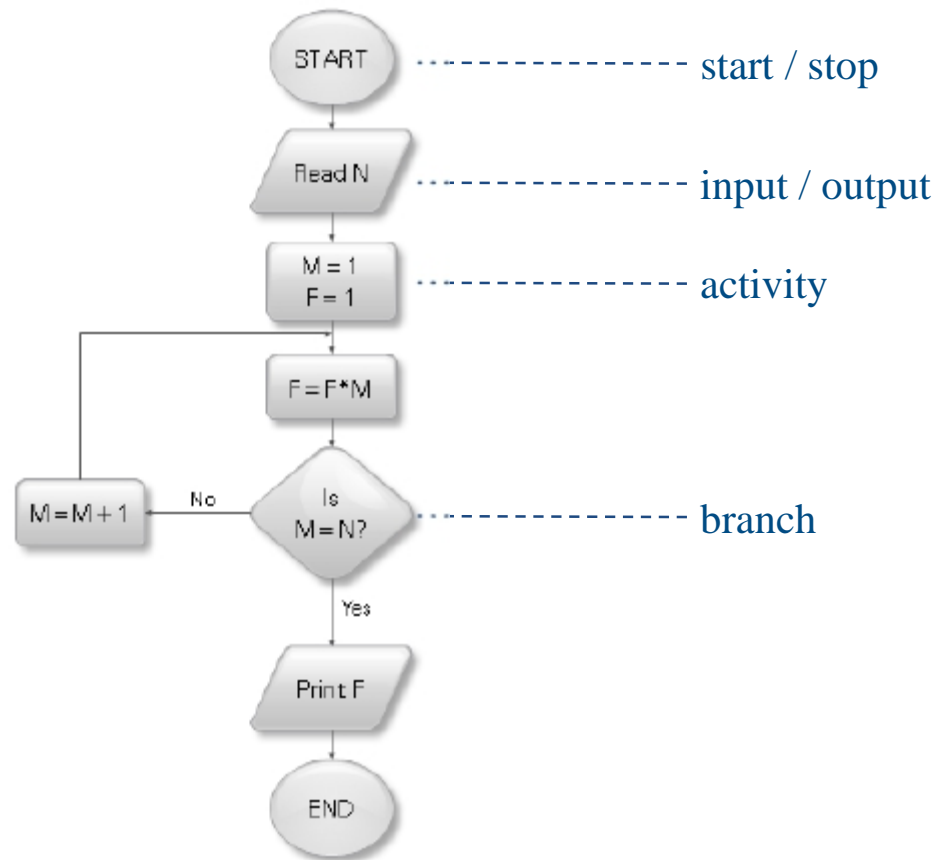 START
start / stop
Read N
input / output
M = 1
F = 1
activity
F = F*M
M = M + 1
No
Is
M = N?
branch
Yes
Print F
END